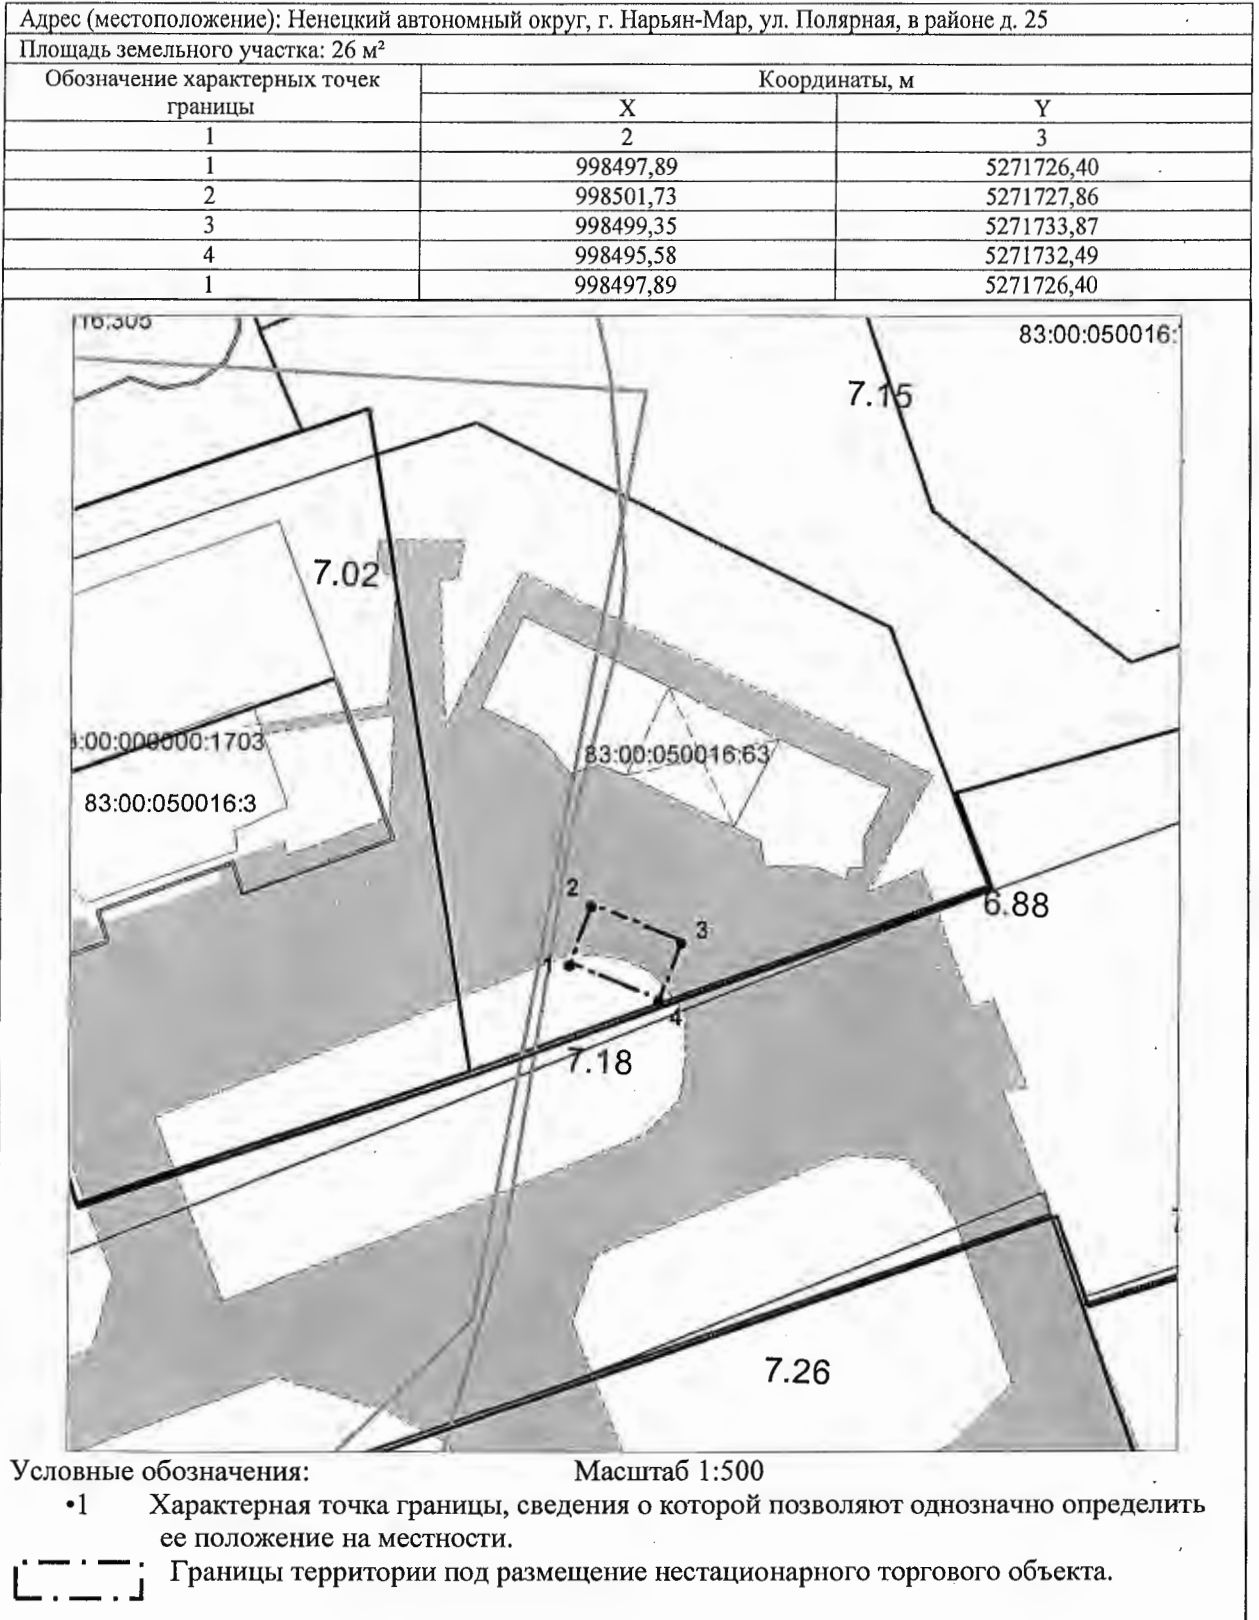 Адрес (местоположение): Ненецкий автономный округ, г. Нарьян-Мар, ул. Полярная, в районе д. 25
Площадь земельного участка: 26 м²
Обозначение характерных точек границы
Координаты, м
X Y
1 2 3
1 998497,89 5271726,40
2 998501,73 5271727,86
3 998499,35 5271733,87
4 998495,58 5271732,49
1 998497,89 5271726,40
16:305
83:00:050016:
7.15
7.02
:00:000000:1703
83:00:050016:63
83:00:050016:3
2
3
6.88
1
4
7.18
7.26
Условные обозначения: Масштаб 1:500
•1 Характерная точка границы, сведения о которой позволяют однозначно определить
ее положение на местности.
Границы территории под размещение нестационарного торгового объекта.